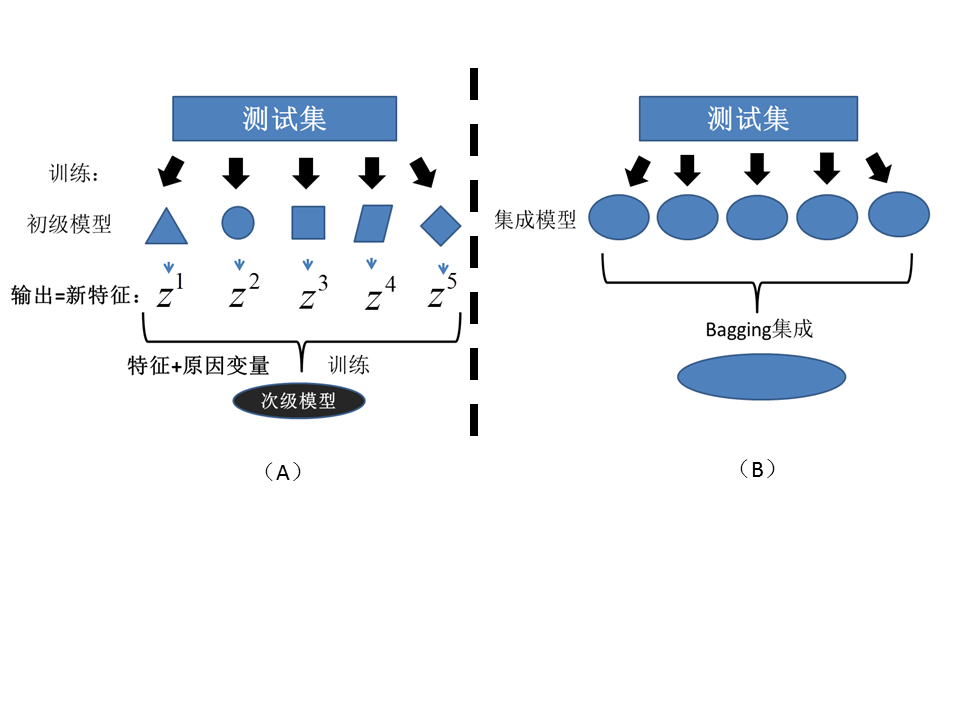 测试集
训练：
初级模型
输出=新特征：
z^1 z^2 z^3 z^4 z^5
特征+原因变量 训练
次级模型
（A）
测试集
集成模型
Bagging集成
（B）